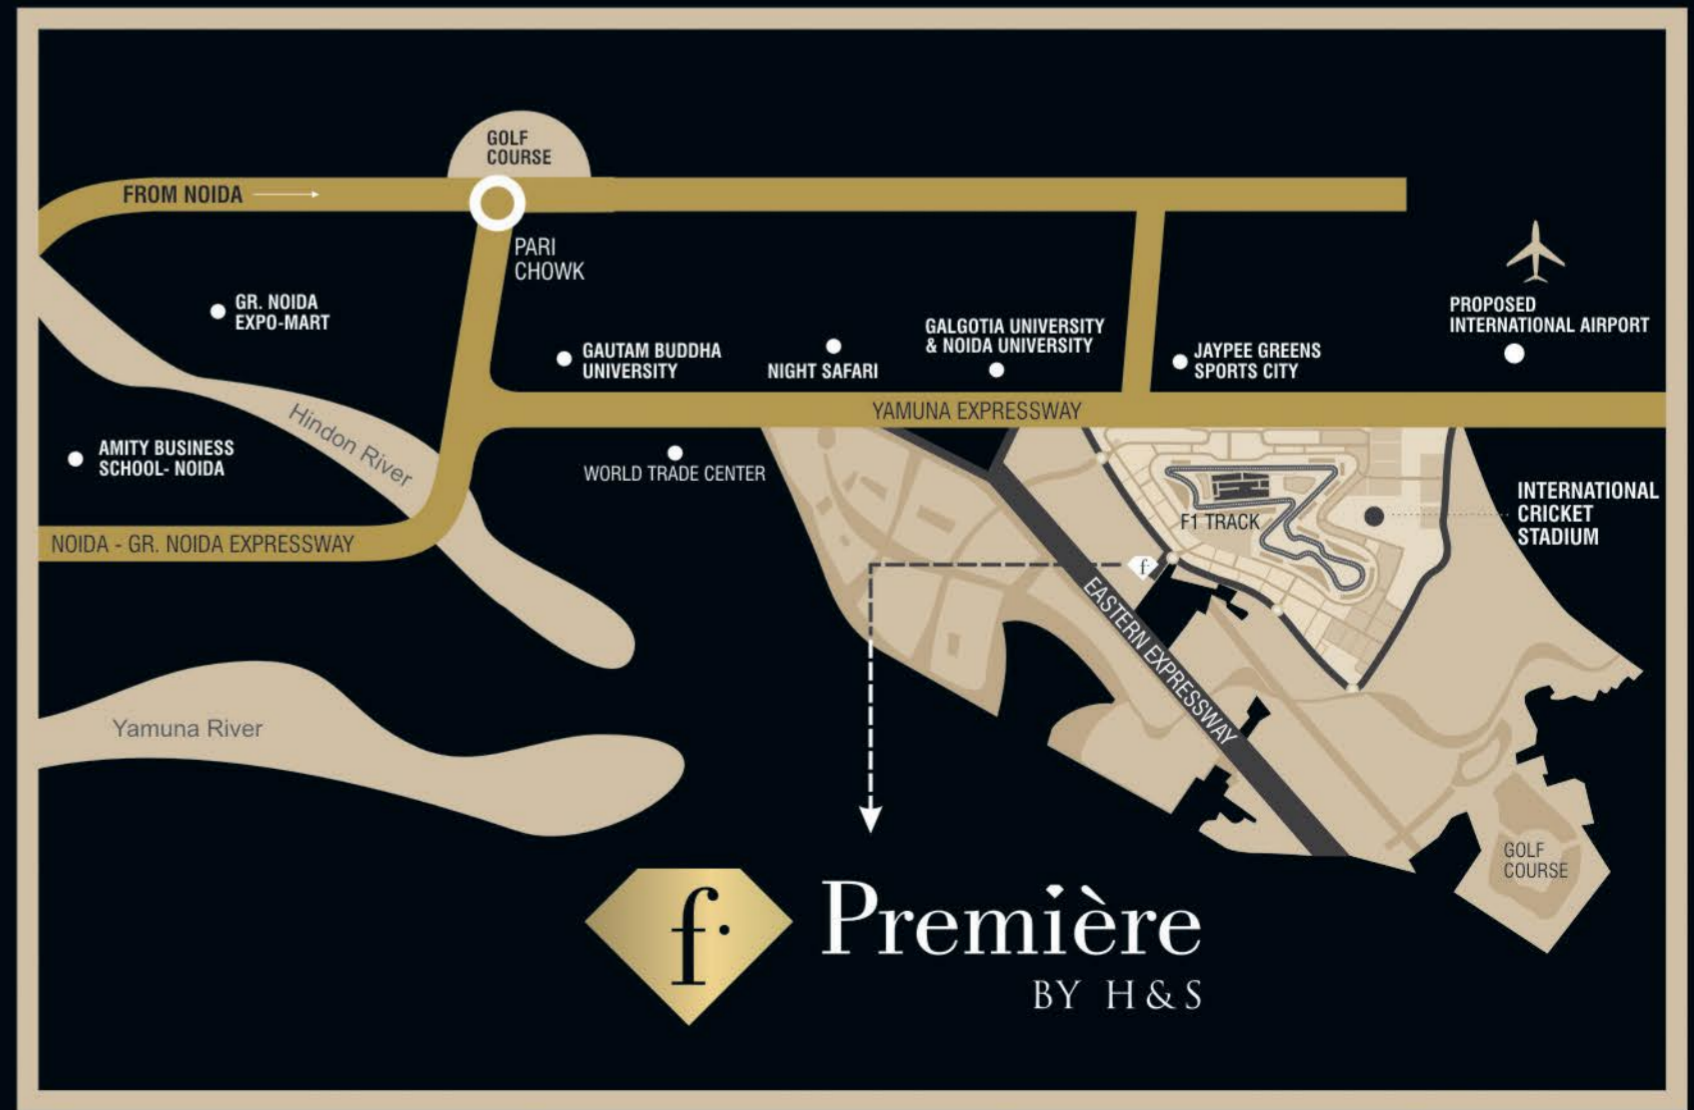 GOLF
COURSE
FROM NOIDA
PARI
CHOWK
GR. NOIDA
EXPO-MART
PROPOSED
INTERNATIONAL AIRPORT
GAUTAM BUDDHA
UNIVERSITY
NIGHT SAFARI
GALGOTIA UNIVERSITY
& NOIDA UNIVERSITY
JAYPEE GREENS
SPORTS CITY
YAMUNA EXPRESSWAY
Hindon River
AMITY BUSINESS
SCHOOL- NOIDA
WORLD TRADE CENTER
INTERNATIONAL
CRICKET
STADIUM
F1 TRACK
NOIDA - GR. NOIDA EXPRESSWAY
f
EASTERN EXPRESSWAY
Yamuna River
GOLF
COURSE
f.
Première
BY H&S